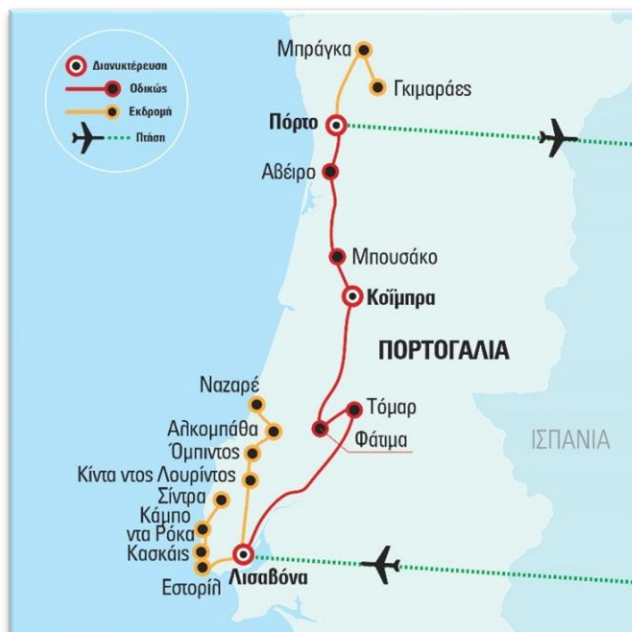 Διανυκτέρευση
Οδικώς
Εκδρομή
Πτήση
Μπράγκα
Γκιμαράες
Πόρτο
Αβέιρο
Μπουσάκο
Κοΐμπρα
ΠΟΡΤΟΓΑΛΙΑ
Ναζαρέ
Τόμαρ
Αλκομπάθα
Φάτιμα
Όμπιντος
ΙΣΠΑΝΙΑ
Κίντα ντος Λουρίντος
Σίντρα
Κάμπο
ντα Ρόκα
Κασκάις
Λισαβόνα
Εστορίλ